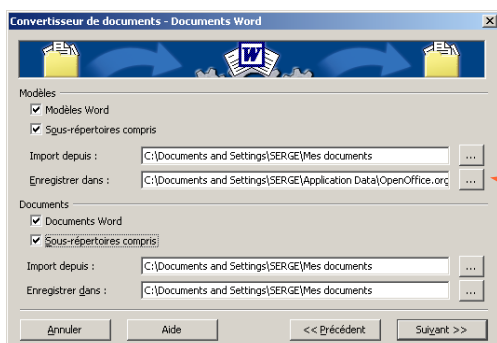 Convertisseur de documents - Documents Word
W
Modèles
Modèles Word
Sous-répertoires compris
Import depuis : C:\Documents and Settings\SERGE\Mes documents ...
Enregistrer dans : C:\Documents and Settings\SERGE\Application Data\OpenOffice.org ...
Documents
Documents Word
Sous-répertoires compris
Import depuis : C:\Documents and Settings\SERGE\Mes documents ...
Enregistrer dans : C:\Documents and Settings\SERGE\Mes documents ...
Annuler Aide << Précédent Suivant >>